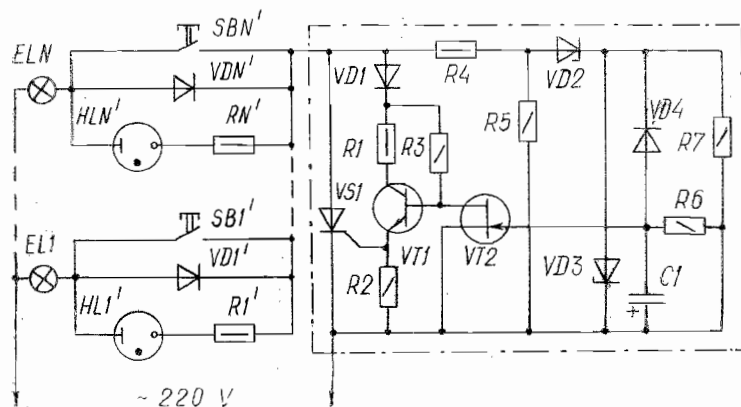 SBN'
ELN
VDN'
HLN'
RN'
SB1'
EL1
VD1'
HL1'
R1'
~ 220 V
VD1
R4
VD2
R1
R3
R5
VD4
R7
VS1
R6
VT1
VT2
R2
VD3
C1
+